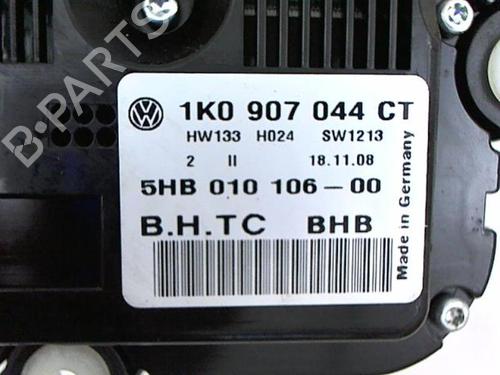 1K0 907 044 CT
HW133 H024 SW1213
2 II 18.11.08
5HB 010 106-00
B.H.TC BHB
Made in Germany
B-PARTS